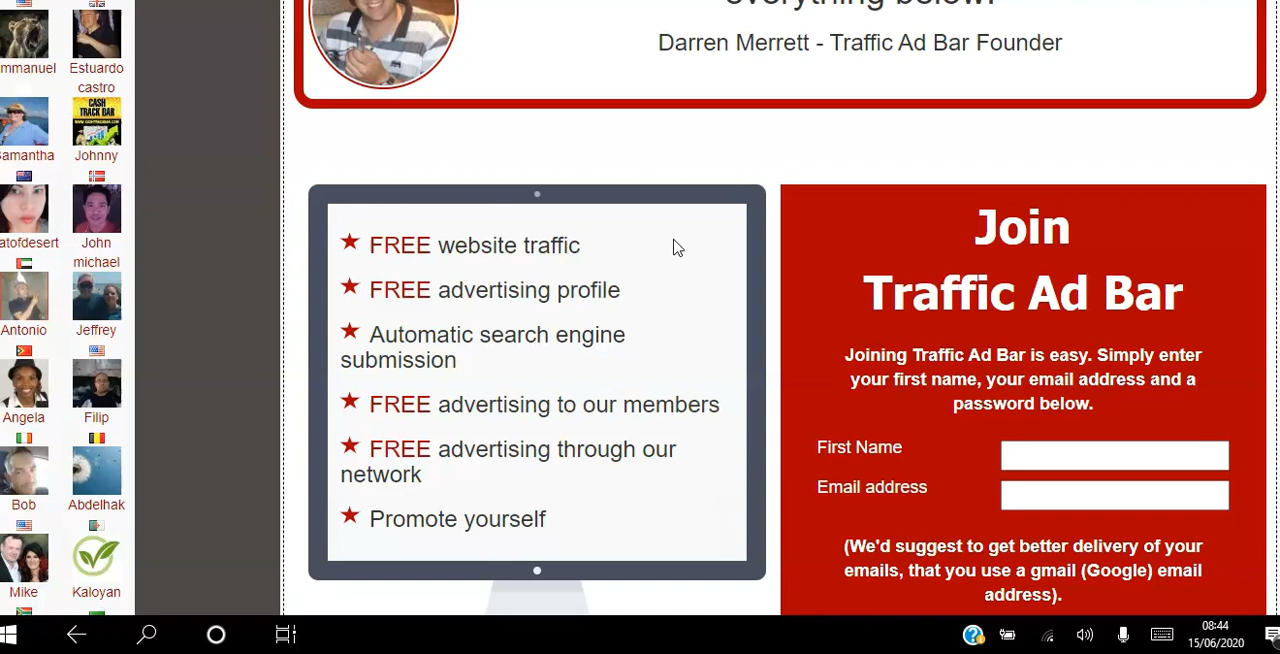 mmanuel
Estuardo
castro
CASH
TRACK BAR
amantha
Johnny
atofdesert
John
michael
Antonio
Jeffrey
Angela
Filip
Bob
Abdelhak
Mike
Kaloyan
everything below.
Darren Merrett - Traffic Ad Bar Founder
FREE website traffic
FREE advertising profile
Automatic search engine
submission
FREE advertising to our members
FREE advertising through our
network
Promote yourself
Join
Traffic Ad Bar
Joining Traffic Ad Bar is easy. Simply enter
your first name, your email address and a
password below.
First Name
Email address
(We'd suggest to get better delivery of your
emails, that you use a gmail (Google) email
address).
08:44
15/06/2020